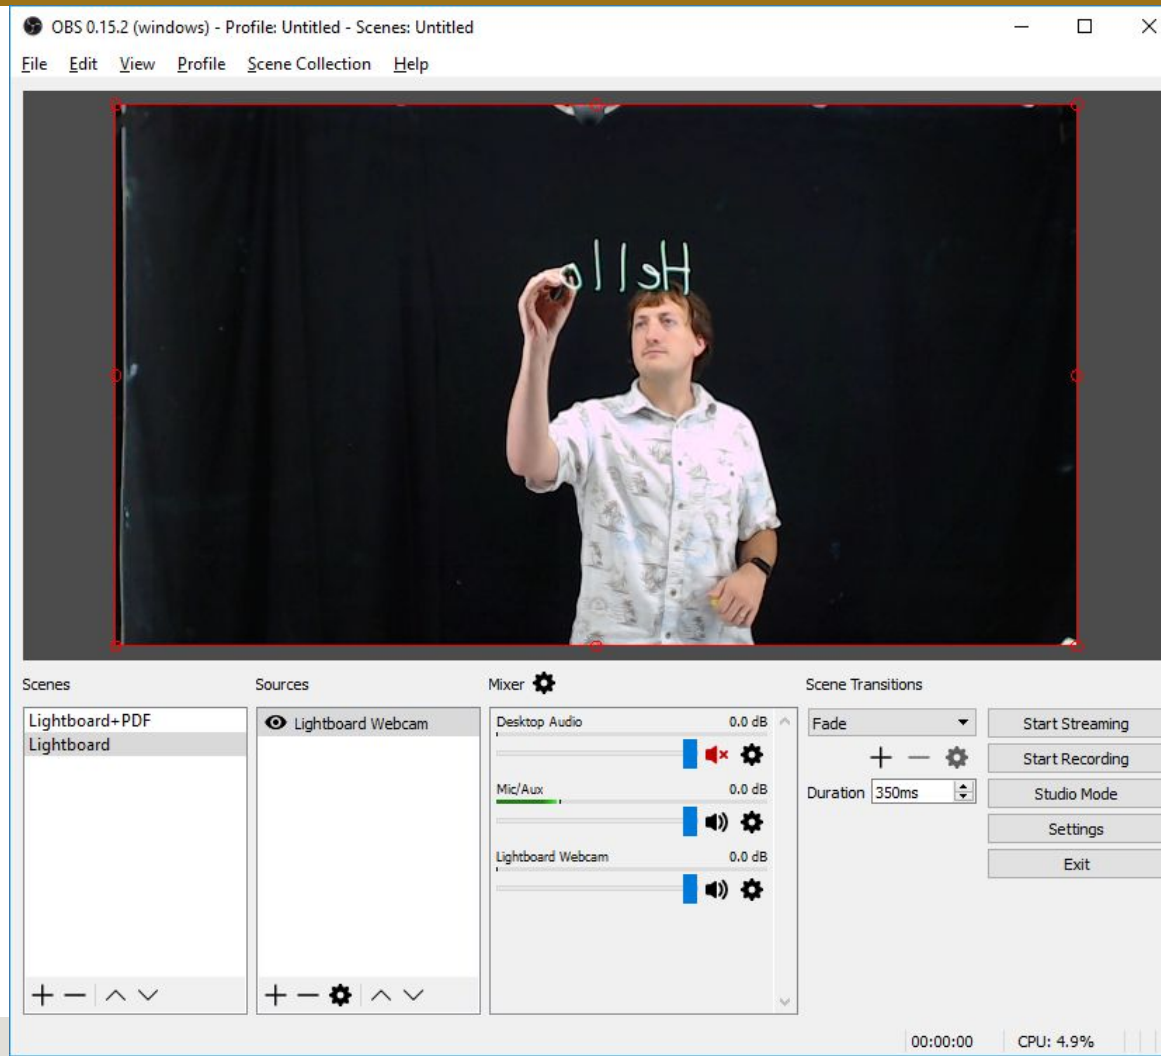 OBS 0.15.2 (windows) - Profile: Untitled - Scenes: Untitled
File Edit View Profile Scene Collection Help
Hello
Scenes
Lightboard+PDF
Lightboard
Sources
Lightboard Webcam
Mixer
Desktop Audio 0.0 dB
Mic/Aux 0.0 dB
Lightboard Webcam 0.0 dB
Scene Transitions
Fade
Duration 350ms
Start Streaming
Start Recording
Studio Mode
Settings
Exit
00:00:00 CPU: 4.9%